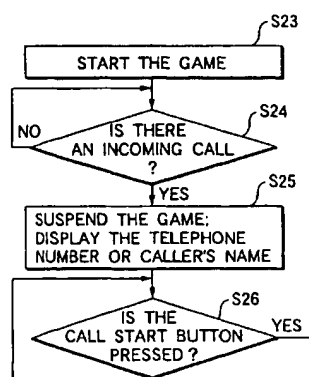 S23
START THE GAME
S24
IS THERE
AN INCOMING CALL
?
NO
YES
S25
SUSPEND THE GAME;
DISPLAY THE TELEPHONE
NUMBER OR CALLER'S NAME
S26
IS THE
CALL START BUTTON
PRESSED ?
YES